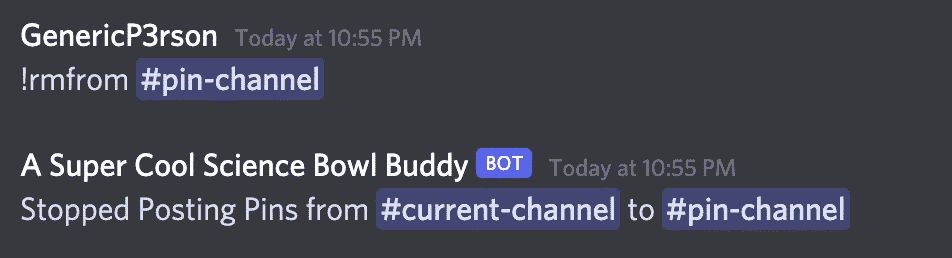 GenericP3rson Today at 10:55 PM
!rmfrom #pin-channel
A Super Cool Science Bowl Buddy BOT Today at 10:55 PM
Stopped Posting Pins from #current-channel to #pin-channel